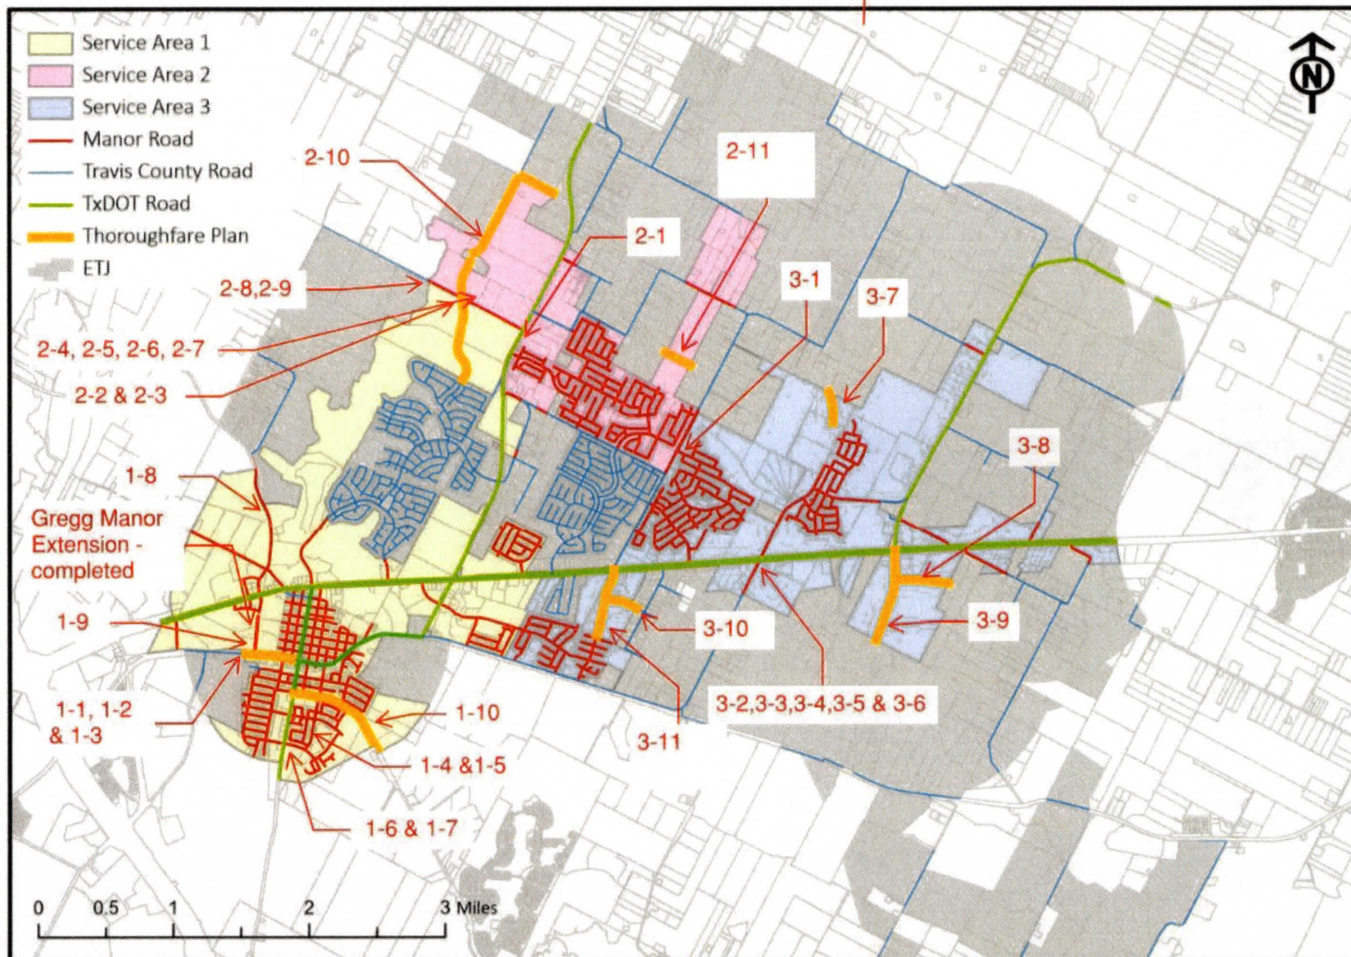 Service Area 1
Service Area 2
Service Area 3
Manor Road
Travis County Road
TxDOT Road
Thoroughfare Plan
ETJ
N
2-10
2-11
2-1
3-1
3-7
2-8,2-9
2-4, 2-5, 2-6, 2-7
2-2 & 2-3
3-8
1-8
Gregg Manor
Extension -
completed
1-9
3-10
3-9
1-1, 1-2
& 1-3
1-10
3-2,3-3,3-4,3-5 & 3-6
3-11
1-4 &1-5
1-6 & 1-7
0 0.5 1 2 3 Miles